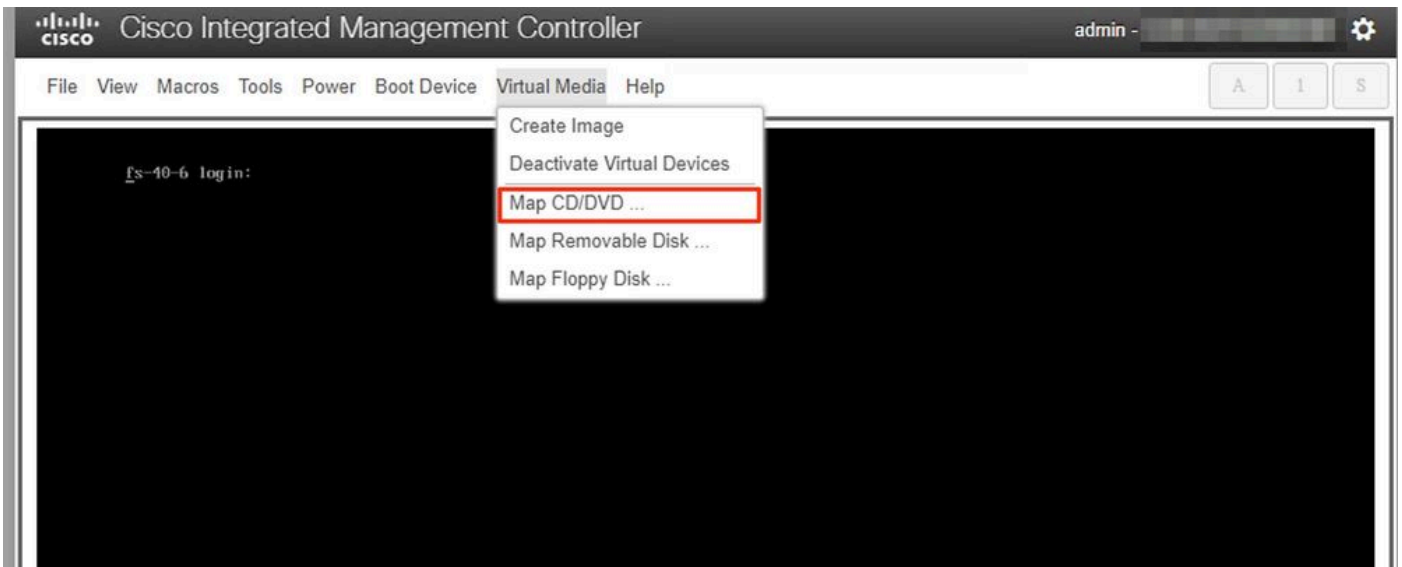 CISCO Cisco Integrated Management Controller admin -
File View Macros Tools Power Boot Device Virtual Media Help A 1 S
Create Image
Deactivate Virtual Devices
Map CD/DVD ...
Map Removable Disk ...
Map Floppy Disk ...
fs-40-6 login: